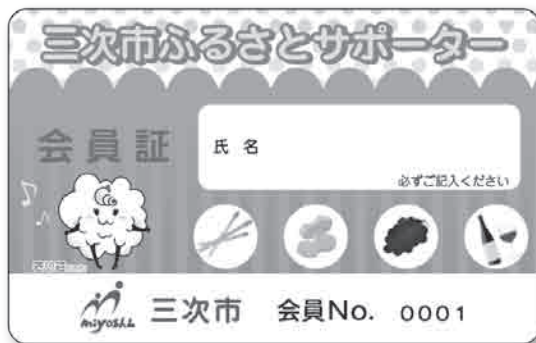 三次市ふるさとサポーター
会員証
氏名
必ずご記入ください
miyoshi
三次市
会員No. 0001